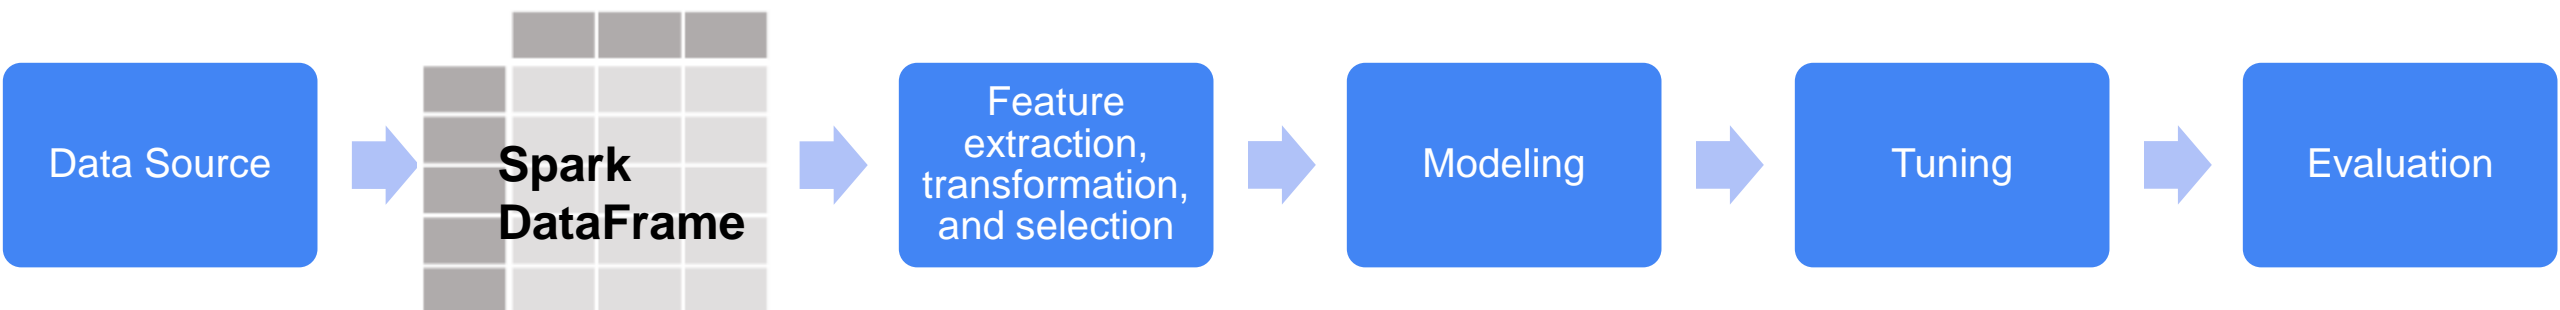 Data Source
Spark
DataFrame
Feature
extraction,
transformation,
and selection
Modeling
Tuning
Evaluation